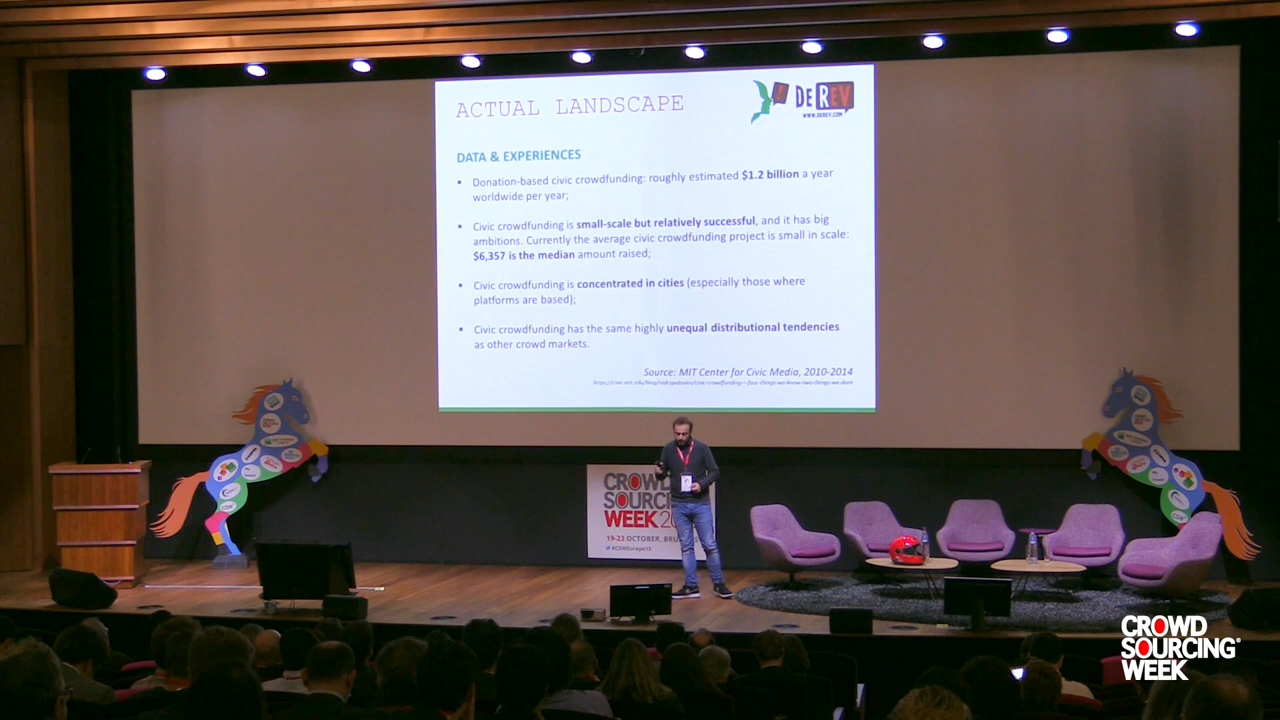 ACTUAL LANDSCAPE
! DE REV
WWW.DEREV.COM
DATA & EXPERIENCES
▪ Donation-based civic crowdfunding: roughly estimated $1.2 billion a year
worldwide per year;
▪ Civic crowdfunding is small-scale but relatively successful, and it has big
ambitions. Currently the average civic crowdfunding project is small in scale:
$6,357 is the median amount raised;
▪ Civic crowdfunding is concentrated in cities (especially those where
platforms are based);
▪ Civic crowdfunding has the same highly unequal distributional tendencies
as other crowd markets.
Source: MIT Center for Civic Media, 2010-2014
CROWD
SOURCING
WEEK
19-23 OCTOBER,
#CSWEurope15
CROWD
SOURCING®
WEEK